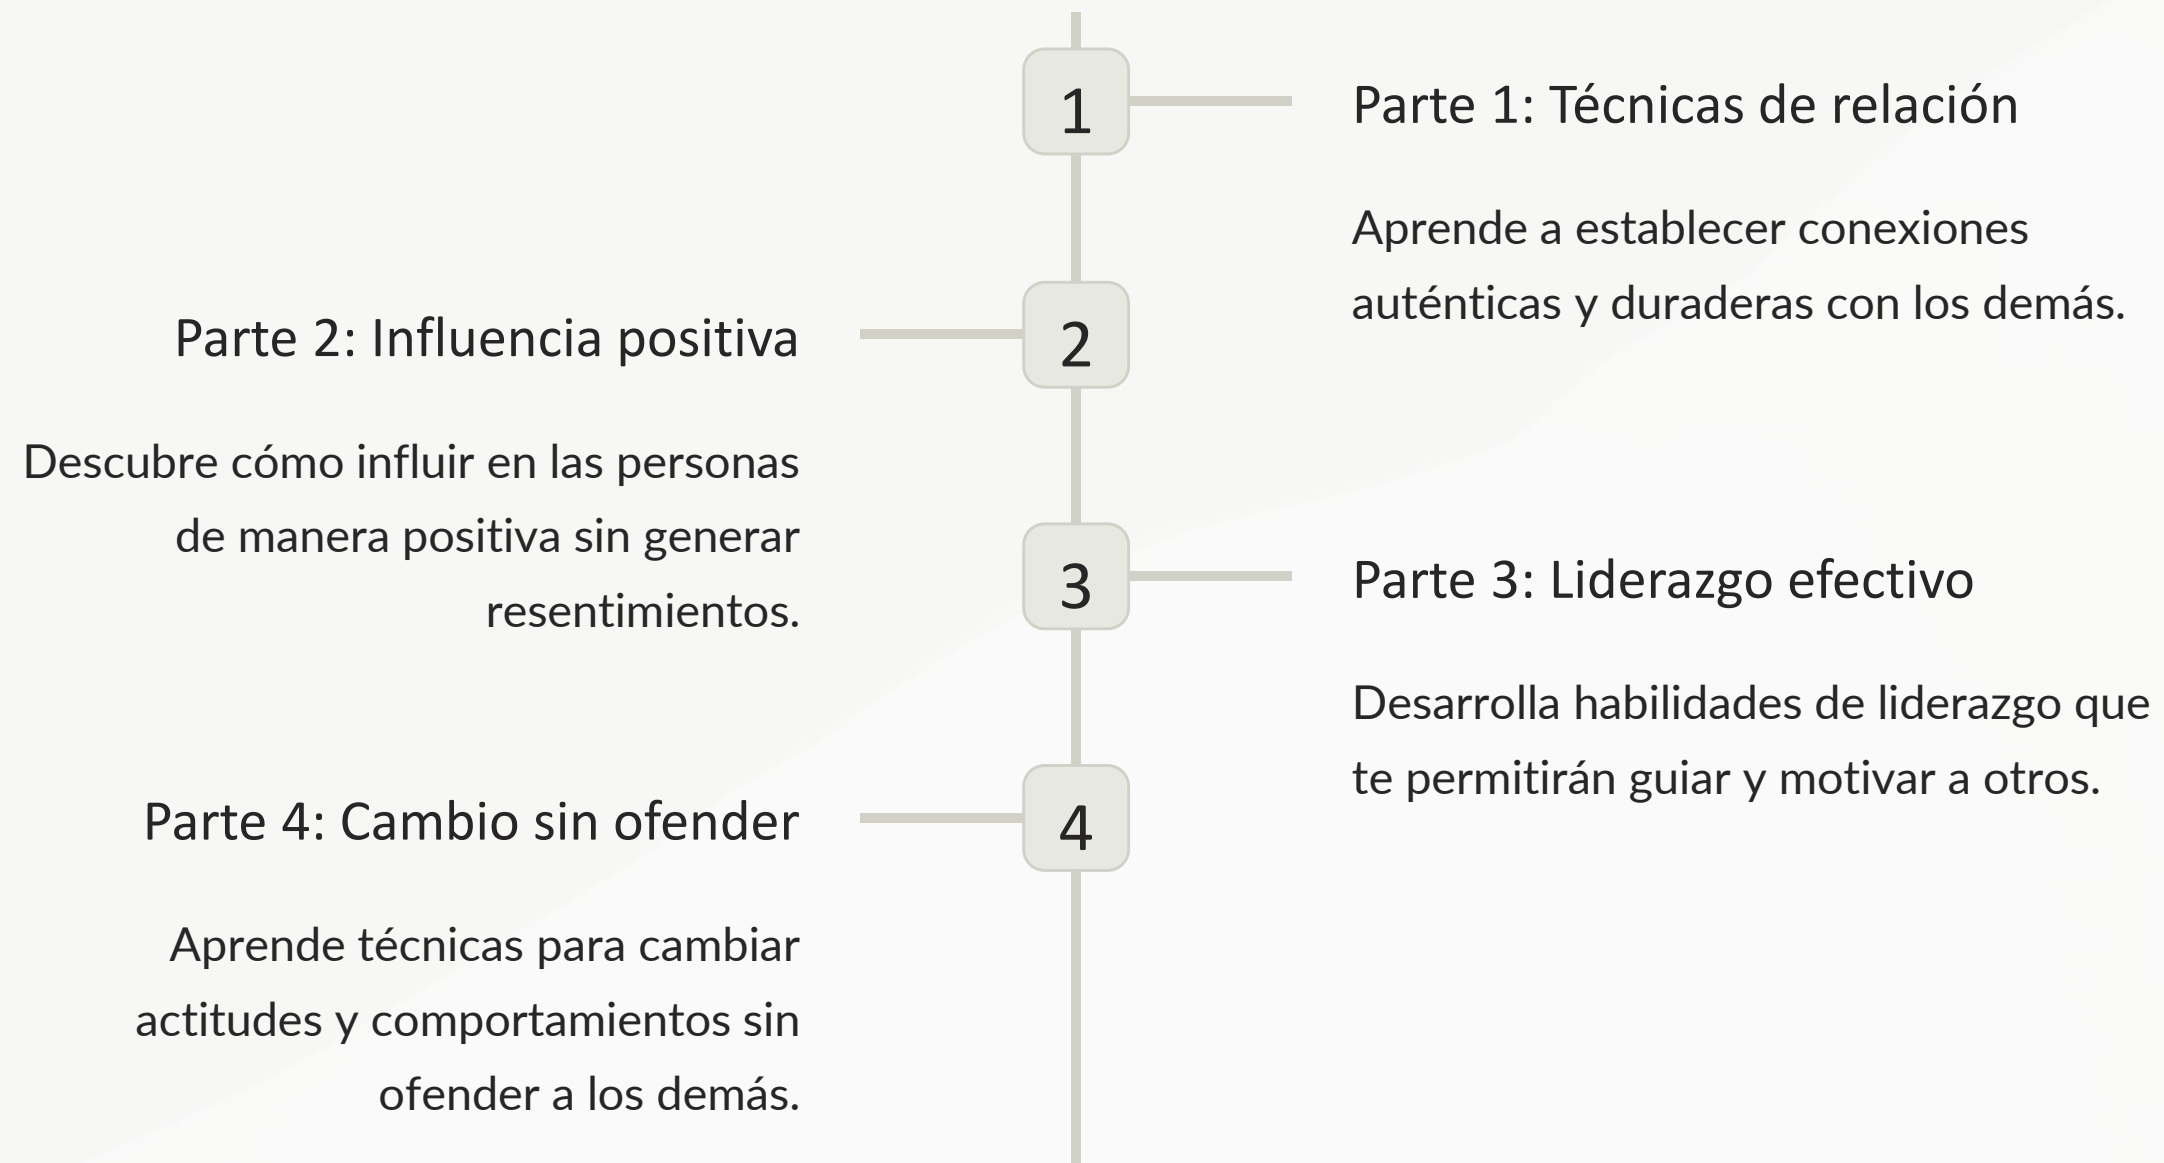 1
Parte 1: Técnicas de relación
Aprende a establecer conexiones
auténticas y duraderas con los demás.
2
Parte 2: Influencia positiva
Descubre cómo influir en las personas
de manera positiva sin generar
resentimientos.
3
Parte 3: Liderazgo efectivo
Desarrolla habilidades de liderazgo que
te permitirán guiar y motivar a otros.
4
Parte 4: Cambio sin ofender
Aprende técnicas para cambiar
actitudes y comportamientos sin
ofender a los demás.